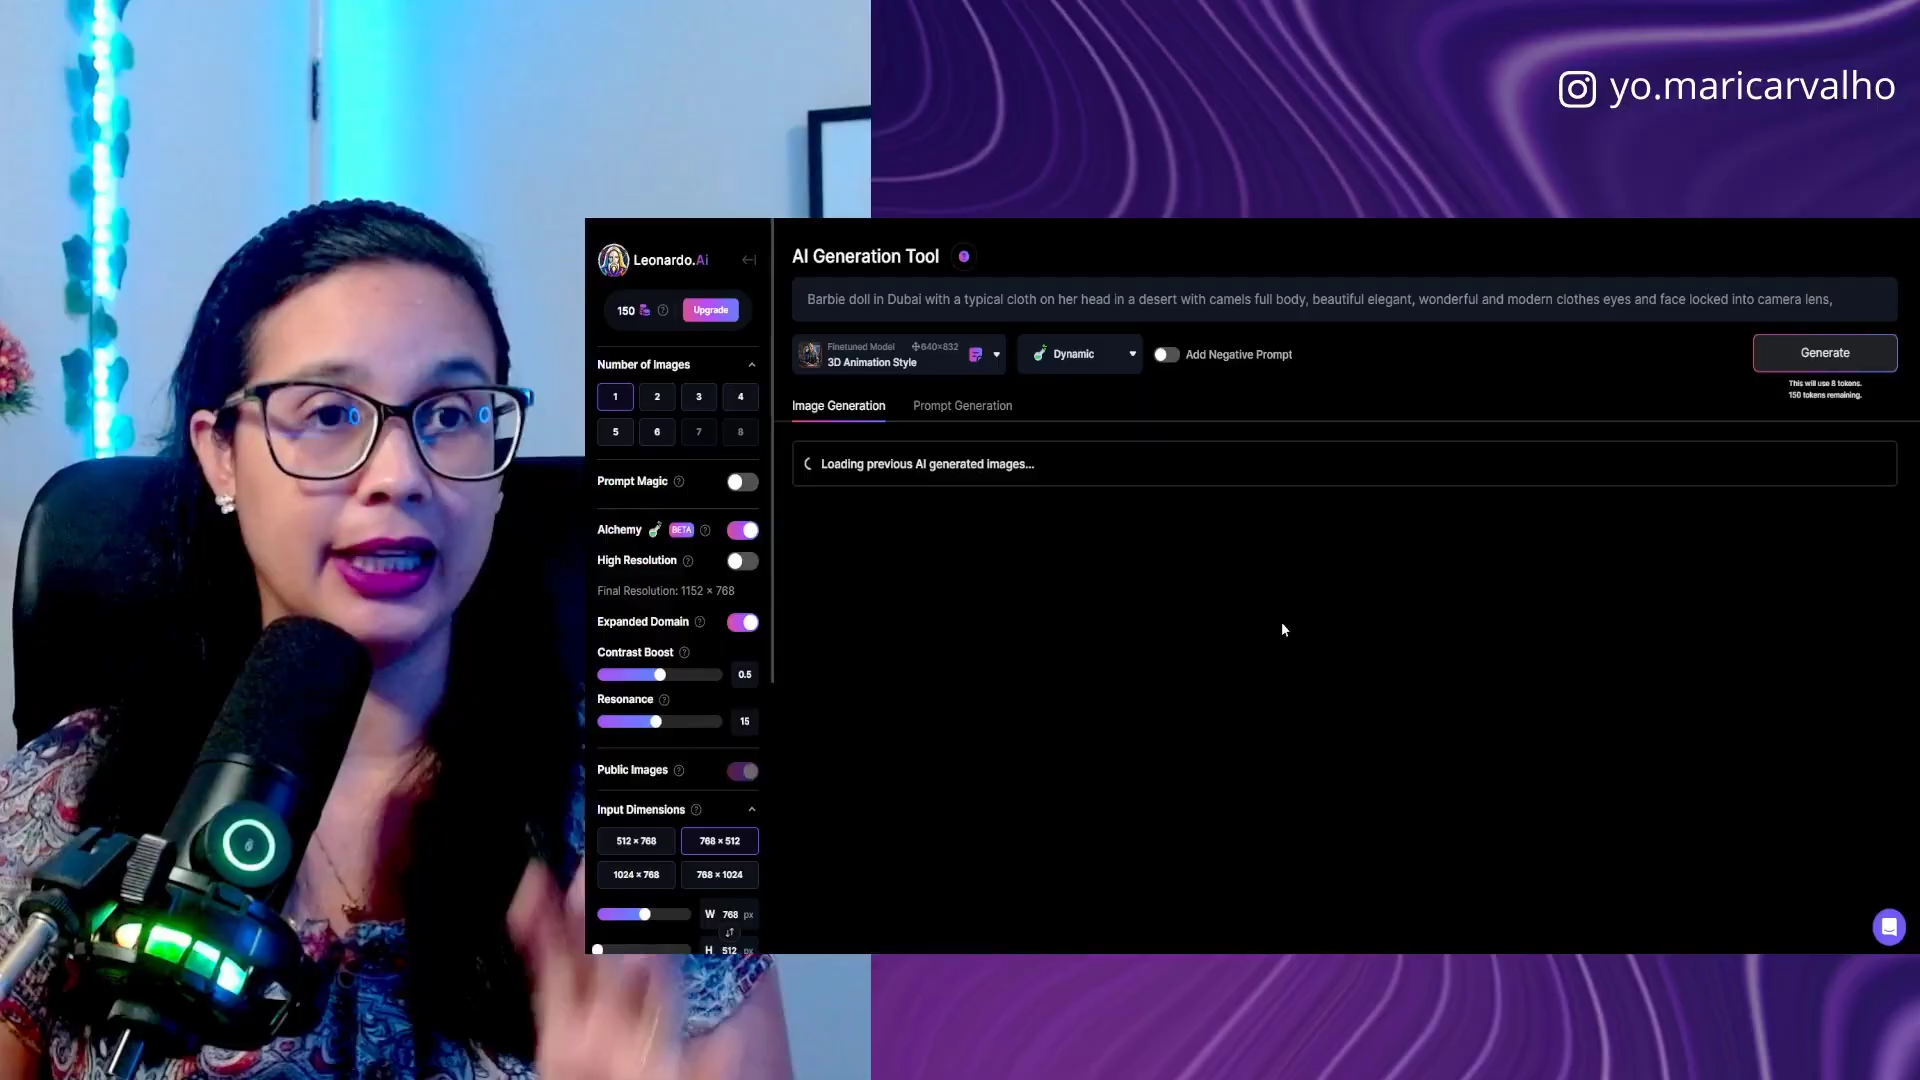 yo.maricarvalho
Leonardo.Ai
150
Upgrade
Number of Images
1 2 3 4
5 6 7 8
Prompt Magic
Alchemy BETA
High Resolution
Final Resolution: 1152 × 768
Expanded Domain
Contrast Boost
0.5
Resonance
15
Public Images
Input Dimensions
512 × 768 768 × 512
1024 × 768 768 × 1024
W 768 px
H 512 px
AI Generation Tool
Barbie doll in Dubai with a typical cloth on her head in a desert with camels full body, beautiful elegant, wonderful and modern clothes eyes and face locked into camera lens,
Finetuned Model 640×832
3D Animation Style
Dynamic
Add Negative Prompt
Generate
This will use 8 tokens.
150 tokens remaining.
Image Generation Prompt Generation
Loading previous AI generated images...